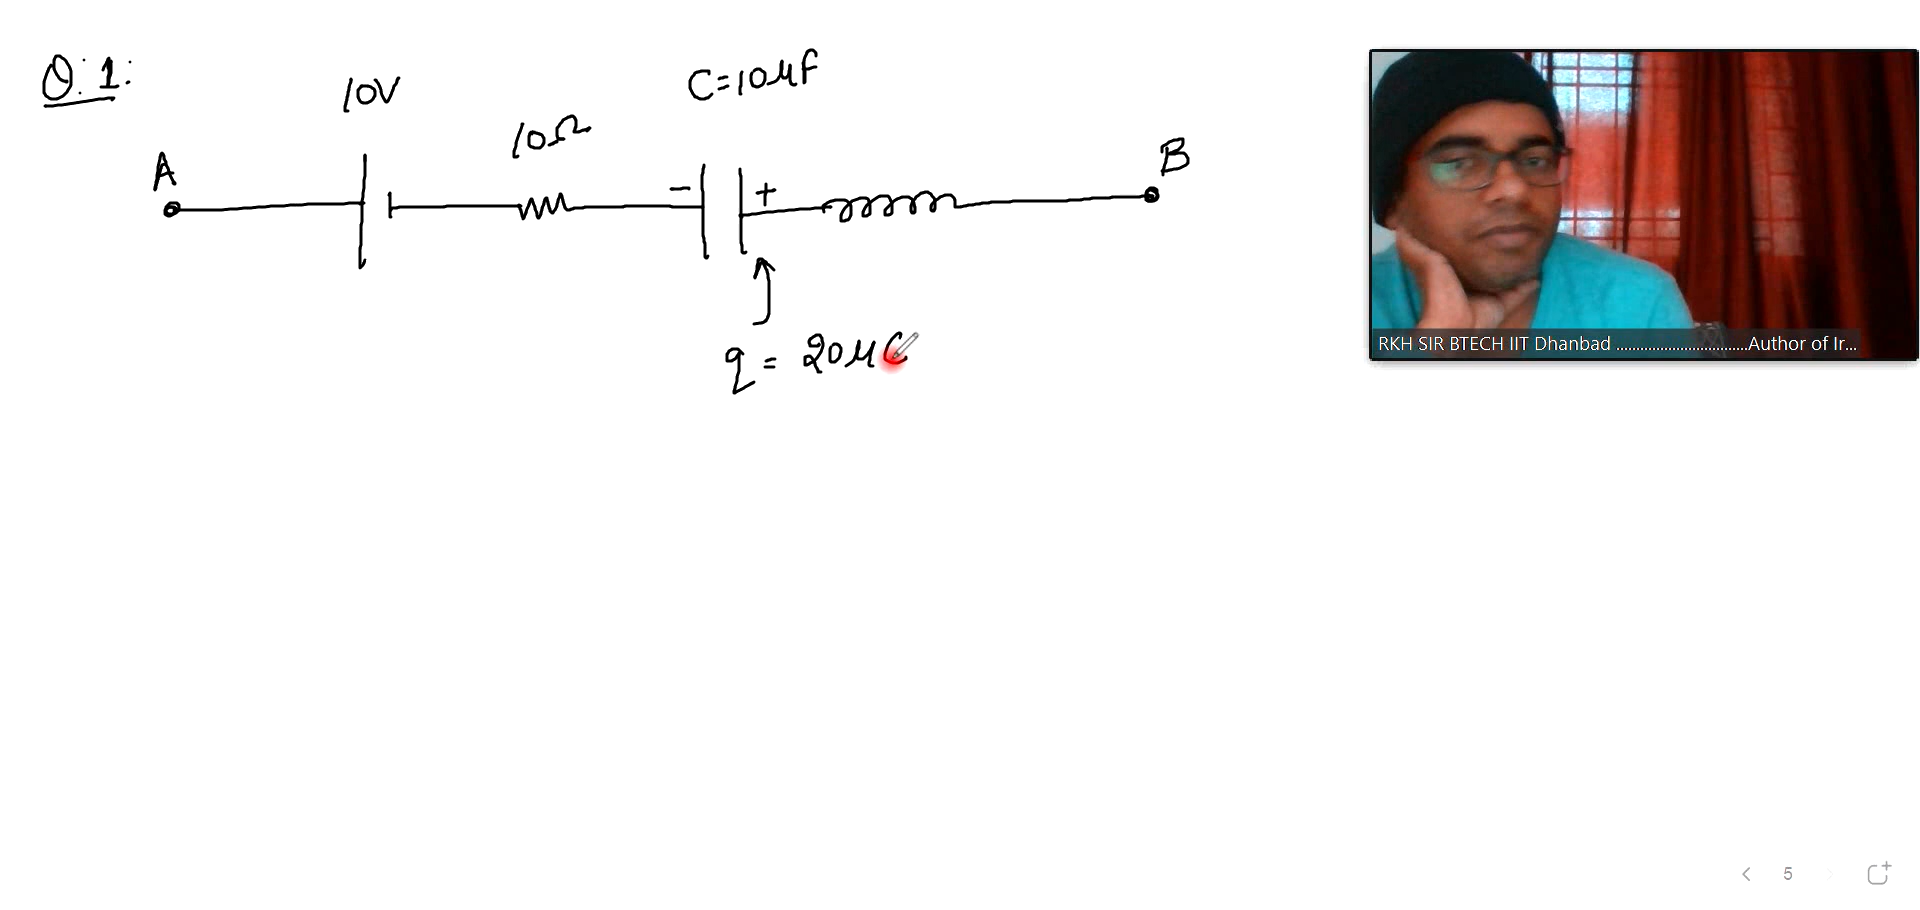 Q:1:
10V
10Ω
C=10μF
A
B
- +
q = 20μC
RKH SIR BTECH IIT Dhanbad .................................Author of Ir...
5